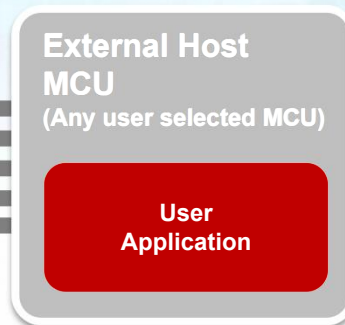 External Host
MCU
(Any user selected MCU)
User
Application